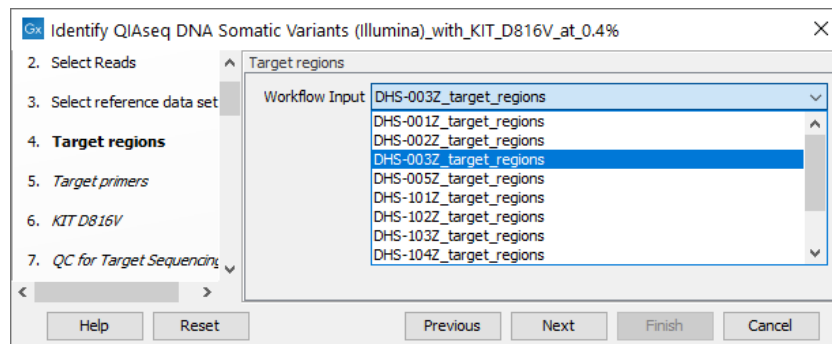 Gx Identify QIAseq DNA Somatic Variants (Illumina)_with_KIT_D816V_at_0.4%
2. Select Reads
3. Select reference data set
4. Target regions
5. Target primers
6. KIT D816V
7. QC for Target Sequencing
Target regions
Workflow Input DHS-003Z_target_regions
DHS-001Z_target_regions
DHS-002Z_target_regions
DHS-003Z_target_regions
DHS-005Z_target_regions
DHS-101Z_target_regions
DHS-102Z_target_regions
DHS-103Z_target_regions
DHS-104Z_target_regions
Help Reset Previous Next Finish Cancel